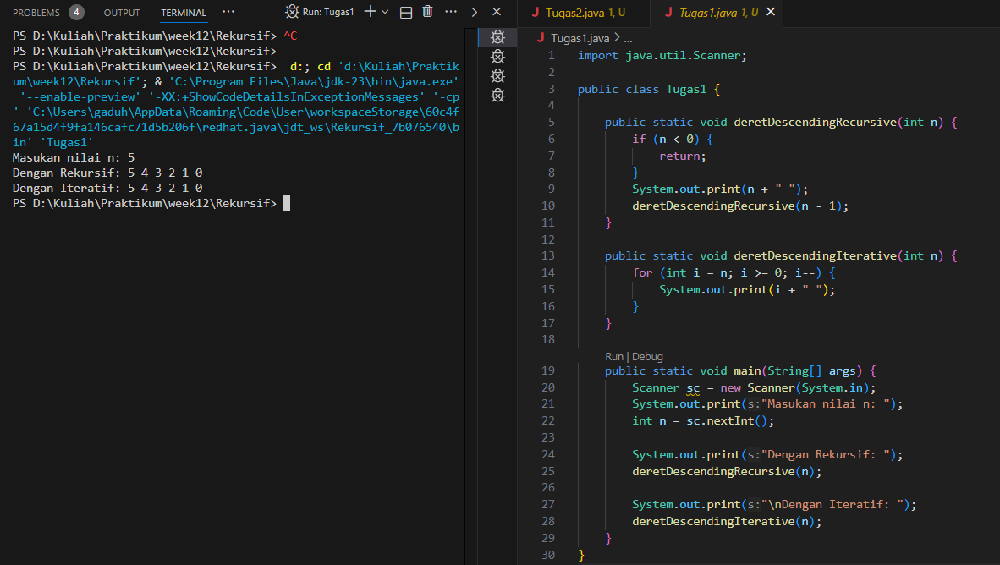 PROBLEMS 4 OUTPUT TERMINAL ··· Run: Tugas1 ···
PS D:\Kuliah\Praktikum\week12\Rekursif> ^C
PS D:\Kuliah\Praktikum\week12\Rekursif>
PS D:\Kuliah\Praktikum\week12\Rekursif>  d:; cd 'd:\Kuliah\Praktik
um\week12\Rekursif'; & 'C:\Program Files\Java\jdk-23\bin\java.exe'
 '--enable-preview' '-XX:+ShowCodeDetailsInExceptionMessages' '-cp
' 'C:\Users\gaduh\AppData\Roaming\Code\User\workspaceStorage\60c4f
67a15d4f9fa146cafc71d5b206f\redhat.java\jdt_ws\Rekursif_7b076540\b
in' 'Tugas1'
Masukan nilai n: 5
Dengan Rekursif: 5 4 3 2 1 0
Dengan Iteratif: 5 4 3 2 1 0
PS D:\Kuliah\Praktikum\week12\Rekursif>
J Tugas2.java 1, U J Tugas1.java 1, U
J Tugas1.java > ...
1 import java.util.Scanner;
2
3 public class Tugas1 {
4
5 public static void deretDescendingRecursive(int n) {
6 if (n < 0) {
7 return;
8 }
9 System.out.print(n + " ");
10 deretDescendingRecursive(n - 1);
11 }
12
13 public static void deretDescendingIterative(int n) {
14 for (int i = n; i >= 0; i--) {
15 System.out.print(i + " ");
16 }
17 }
18
Run | Debug
19 public static void main(String[] args) {
20 Scanner sc = new Scanner(System.in);
21 System.out.print(s:"Masukan nilai n: ");
22 int n = sc.nextInt();
23
24 System.out.print(s:"Dengan Rekursif: ");
25 deretDescendingRecursive(n);
26
27 System.out.print(s:"\nDengan Iteratif: ");
28 deretDescendingIterative(n);
29 }
30 }